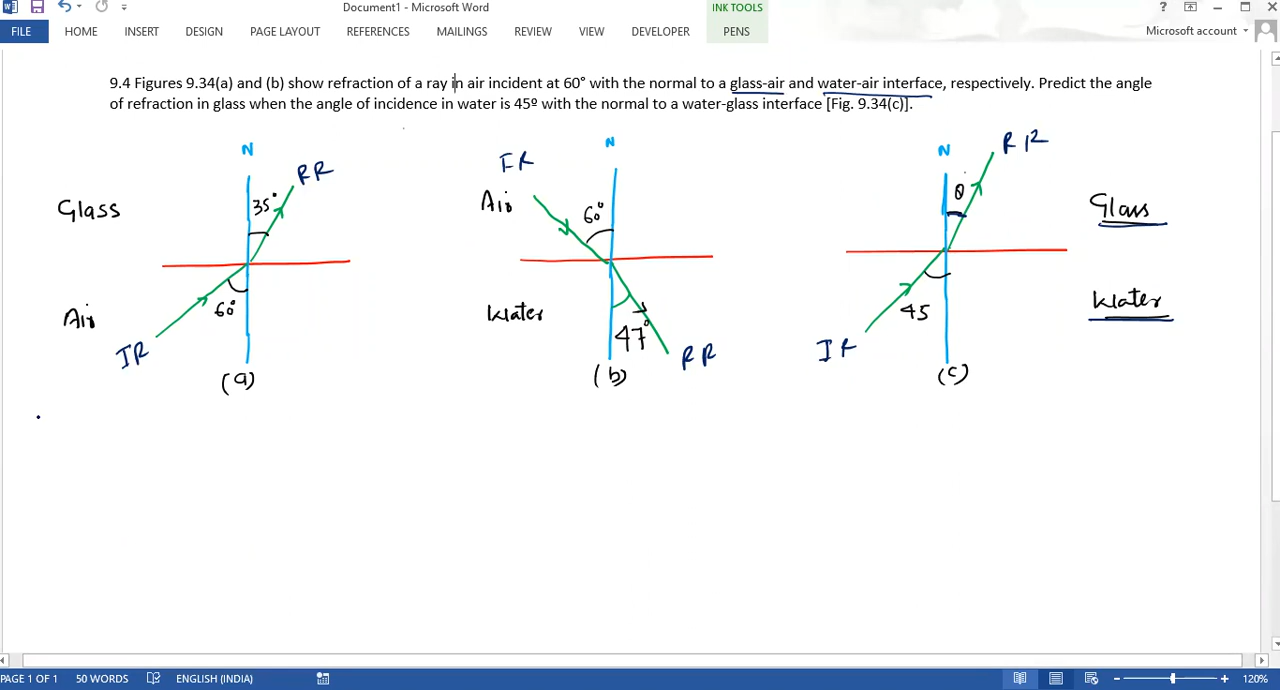 Document1 - Microsoft Word
INK TOOLS
FILE HOME INSERT DESIGN PAGE LAYOUT REFERENCES MAILINGS REVIEW VIEW DEVELOPER PENS
Microsoft account
9.4 Figures 9.34(a) and (b) show refraction of a ray in air incident at 60° with the normal to a glass-air and water-air interface, respectively. Predict the angle
of refraction in glass when the angle of incidence in water is 45º with the normal to a water-glass interface [Fig. 9.34(c)].
N
RR
35°
Glass
60°
Air
IR
(a)
N
IR
Air
60°
Water
47°
RR
(b)
N
RR
θ
Glass
Water
45
IR
(c)
PAGE 1 OF 1 50 WORDS ENGLISH (INDIA) 120%